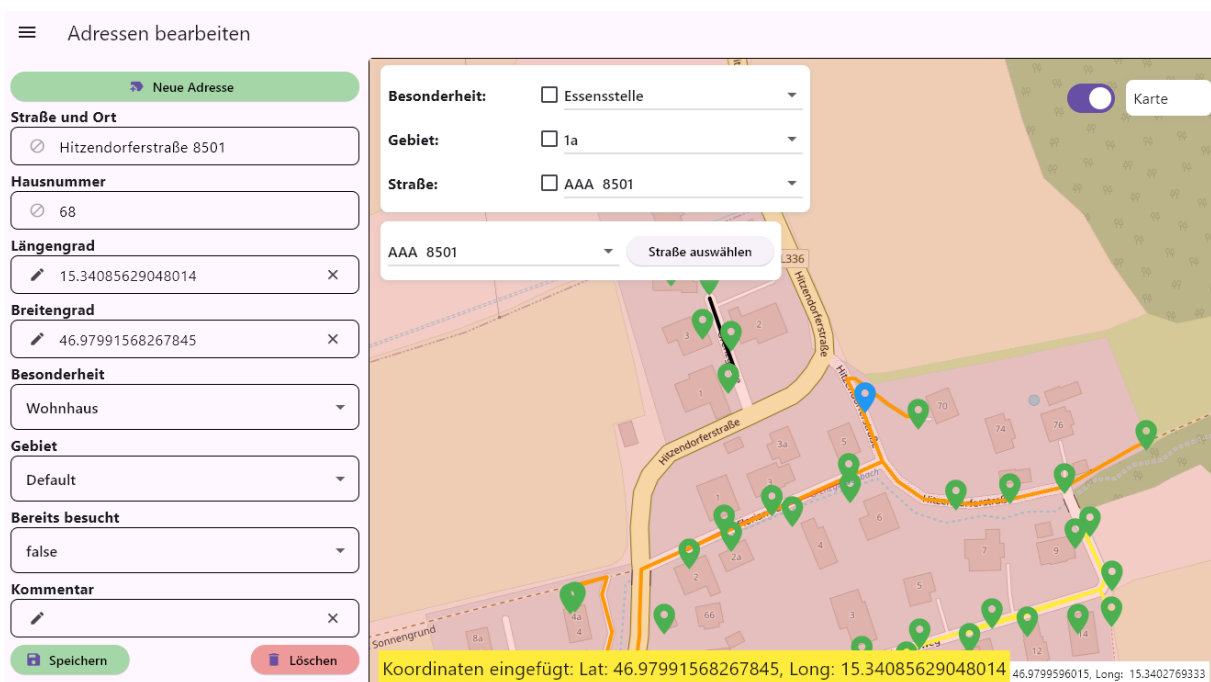 Adressen bearbeiten
Neue Adresse
Straße und Ort
Hitzendorferstraße 8501
Hausnummer
68
Längengrad
15.34085629048014
Breitengrad
46.97991568267845
Besonderheit
Wohnhaus
Gebiet
Default
Bereits besucht
false
Kommentar
Speichern
Löschen
Besonderheit:
Essensstelle
Gebiet:
1a
Straße:
AAA 8501
AAA 8501
Straße auswählen
Karte
L336
Hitzendorferstraße
3
2
1
Hitzendorferstraße
70
74
76
3a
5
Hitzendorferstraße
1
3
Hitzendorferstraße
6
4
2a
2
7
9
5
3
66
4a
4
8a
Sonnengrund
14
12
Koordinaten eingefügt: Lat: 46.97991568267845, Long: 15.34085629048014
46.9799596015, Long: 15.3402769333